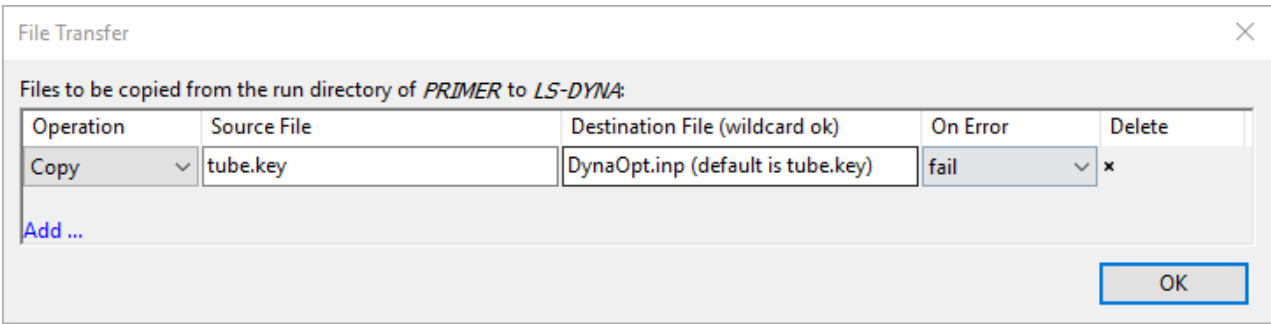 File Transfer
Files to be copied from the run directory of PRIMER to LS-DYNA:
Operation Source File Destination File (wildcard ok) On Error Delete
Copy tube.key DynaOpt.inp (default is tube.key) fail ×
Add ...
OK